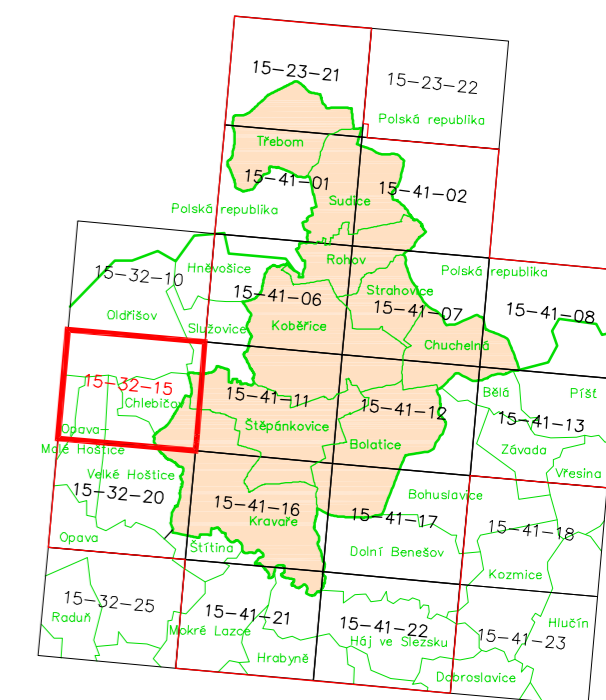 15-23-21
15-23-22
Polská republika
Třebom
15-41-01
15-41-02
Sudice
Polská republika
Rohov
Hněvošice
15-32-10
Polská republika
Strahovice
15-41-06
15-41-07
15-41-08
Oldřišov
Služovice
Kobeřice
Chuchelná
15-32-15
Chlebičov
15-41-11
15-41-12
Bělá
Píšť
15-41-13
Opava-
Malé Hoštice
Štěpánkovice
Bolatice
Závada
Vřesina
Velké Hoštice
15-32-20
15-41-16
Kravaře
Bohuslavice
15-41-17
15-41-18
Opava
Štítina
Dolní Benešov
Kozmice
15-32-25
Raduň
15-41-21
Mokré Lazce
Hrabyně
15-41-22
Háj ve Slezsku
15-41-23
Hlučín
Dobroslavice